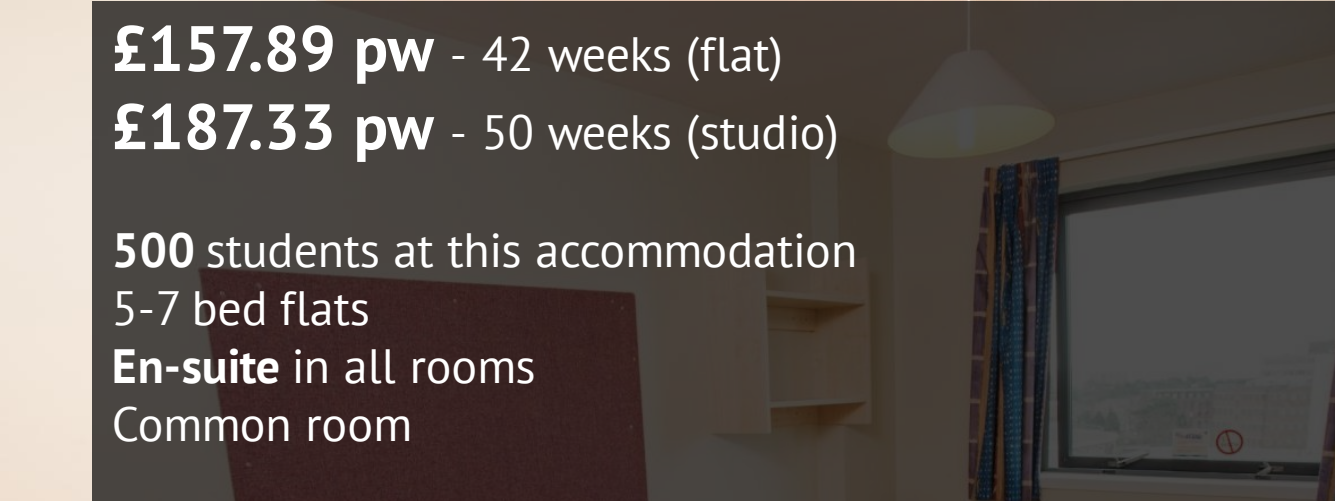 £157.89 pw - 42 weeks (flat)
£187.33 pw - 50 weeks (studio)
500 students at this accommodation
5-7 bed flats
En-suite in all rooms
Common room